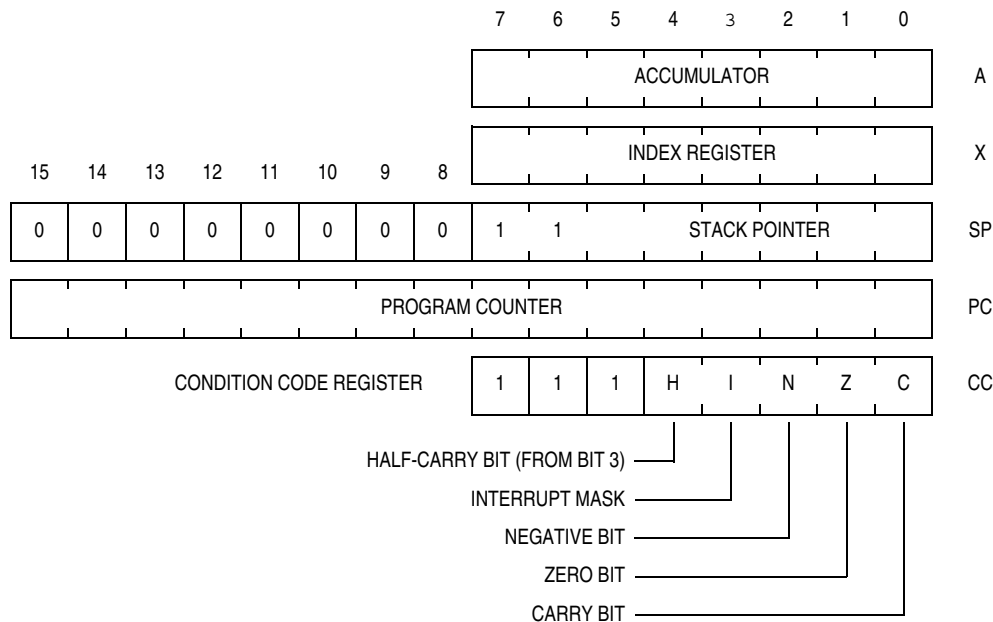 7 6 5 4 3 2 1 0
ACCUMULATOR A
INDEX REGISTER X
15 14 13 12 11 10 9 8
0 0 0 0 0 0 0 0 1 1 STACK POINTER SP
PROGRAM COUNTER PC
CONDITION CODE REGISTER 1 1 1 H I N Z C CC
HALF-CARRY BIT (FROM BIT 3)
INTERRUPT MASK
NEGATIVE BIT
ZERO BIT
CARRY BIT